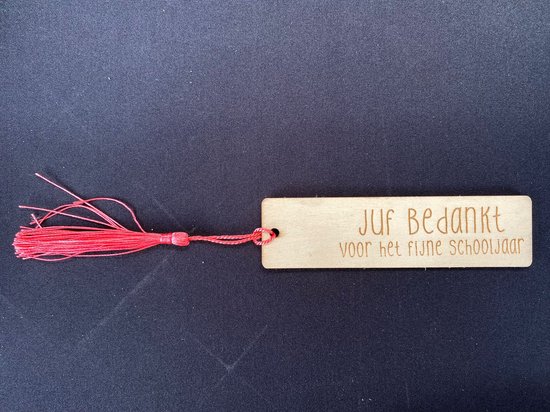 Juf Bedankt
voor het fijne schooljaar